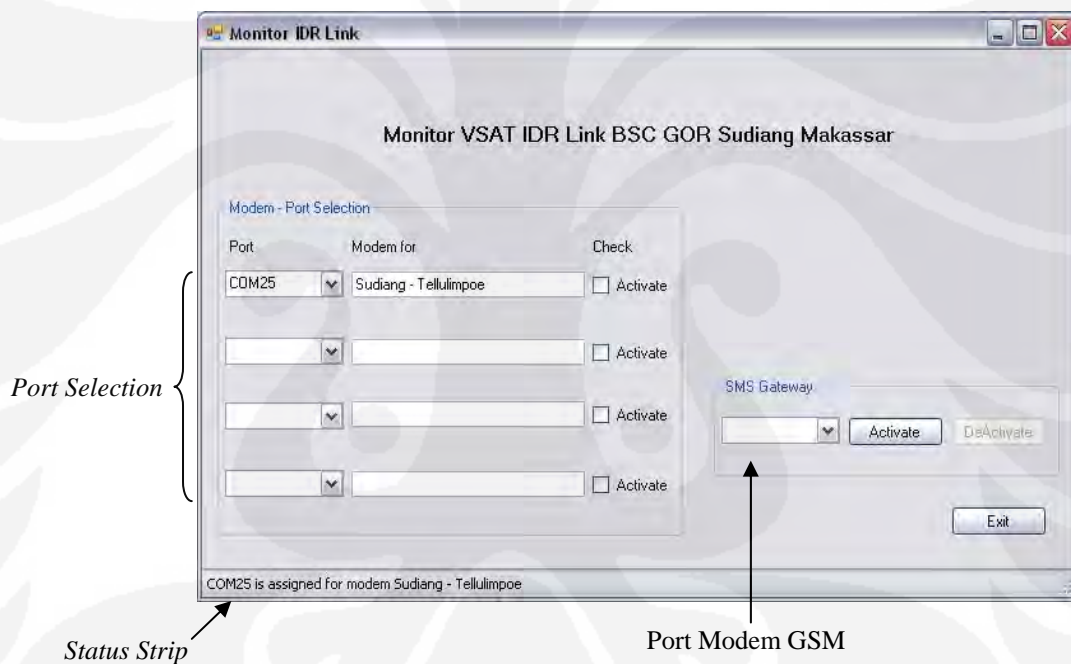 Monitor IDR Link
Monitor VSAT IDR Link BSC GOR Sudiang Makassar
Modem - Port Selection
Port Modem for Check
COM25 Sudiang - Tellulimpoe Activate
Activate
Port Selection
SMS Gateway
Activate
Activate DeActivate
Activate
Exit
COM25 is assigned for modem Sudiang - Tellulimpoe
Status Strip
Port Modem GSM